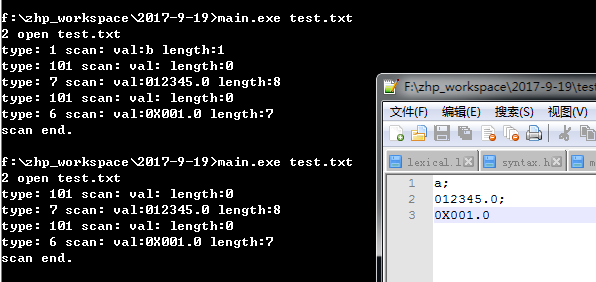 f:\zhp_workspace\2017-9-19>main.exe test.txt
2 open test.txt
type: 1 scan: val:b length:1
type: 101 scan: val: length:0
type: 7 scan: val:012345.0 length:8
type: 101 scan: val: length:0
type: 6 scan: val:0X001.0 length:7
scan end.
f:\zhp_workspace\2017-9-19>main.exe test.txt
2 open test.txt
type: 101 scan: val: length:0
type: 7 scan: val:012345.0 length:8
type: 101 scan: val: length:0
type: 6 scan: val:0X001.0 length:7
scan end.
F:\zhp_workspace\2017-9-19\tes
文件(F) 编辑(E) 搜索(S) 视图(V)
lexical.l syntax.h m
1 a;
2 012345.0;
3 0X001.0